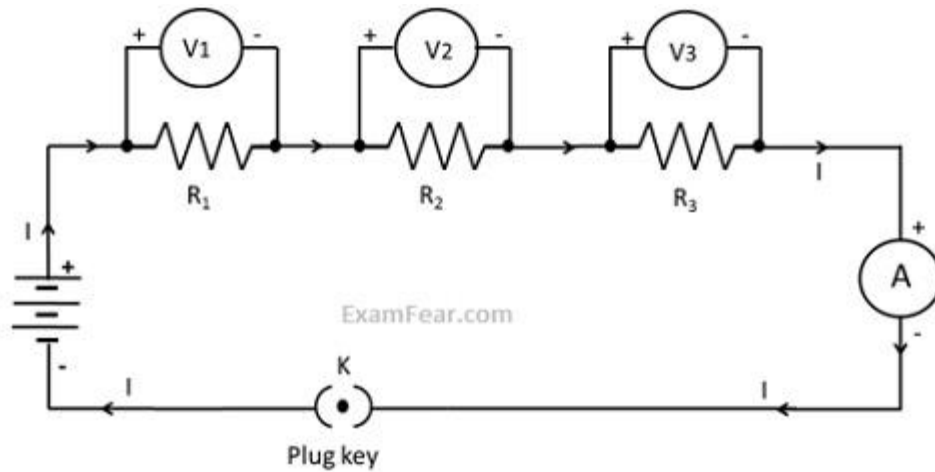 + V1 - + V2 - + V3 -
R₁ R₂ R₃ I
I + +
A
ExamFear.com
- -
K
I I
Plug key